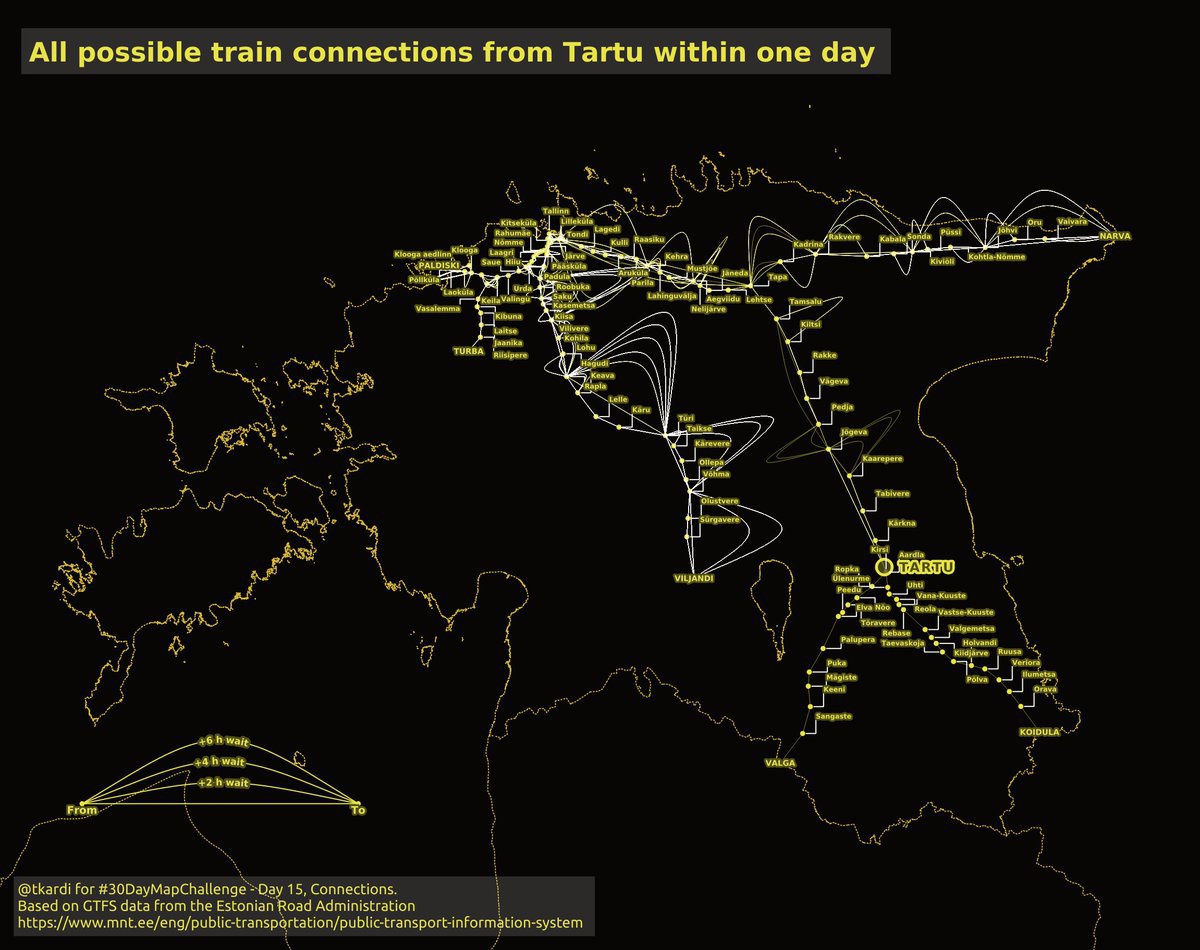 All possible train connections from Tartu within one day
Tallinn
Kitseküla
Lilleküla
Rahumäe
Tondi
Lagedi
Nõmme
Kulli
Raasiku
Laagri
Järve
Klooga aedlinn
Klooga
Saue
Hiiu
Pääsküla
Kehra
PALDISKI
Padula
Aruküla
Mustjõe
Jäneda
Põllküla
Urda
Roobuka
Parila
Tapa
Laoküla
Saku
Lahinguvälja
Aegviidu
Lehtse
Vasalemma
Keila
Valingu
Kasemetsa
Nelijärve
Kibuna
Kiisa
Laitse
Vilivere
Jaanika
Kohila
TURBA
Riisipere
Lohu
Hagudi
Keava
Rapla
Lelle
Käru
Kadrina
Rakvere
Kabala
Sonda
Püssi
Jõhvi
Oru
Vaivara
NARVA
Kiviõli
Kohtla-Nõmme
Tamsalu
Kiltsi
Rakke
Vägeva
Pedja
Jõgeva
Kaarepere
Tabivere
Kärkna
Türi
Taikse
Kärevere
Ollepa
Võhma
Olustvere
Sürgavere
VILJANDI
Kirsi
Aardla
TARTU
Ropka
Ülenurme
Uhti
Peedu
Vana-Kuuste
Elva
Nõo
Reola
Vastse-Kuuste
Tõravere
Rebase
Valgemetsa
Palupera
Taevaskoja
Holvandi
Kiidjärve
Ruusa
Puka
Veriora
Mägiste
Põlva
Ilumetsa
Keeni
Orava
Sangaste
KOIDULA
VALGA
+6 h wait
+4 h wait
+2 h wait
From
To
@tkardi for #30DayMapChallenge - Day 15, Connections.
Based on GTFS data from the Estonian Road Administration
https://www.mnt.ee/eng/public-transportation/public-transport-information-system